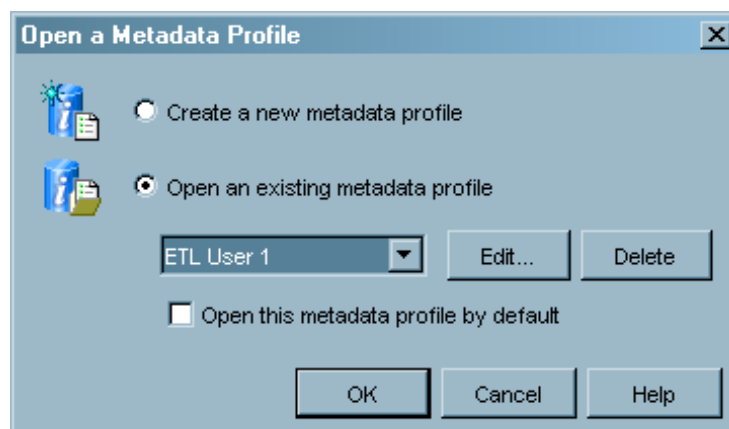 Open a Metadata Profile
Create a new metadata profile
Open an existing metadata profile
ETL User 1 Edit... Delete
Open this metadata profile by default
OK Cancel Help